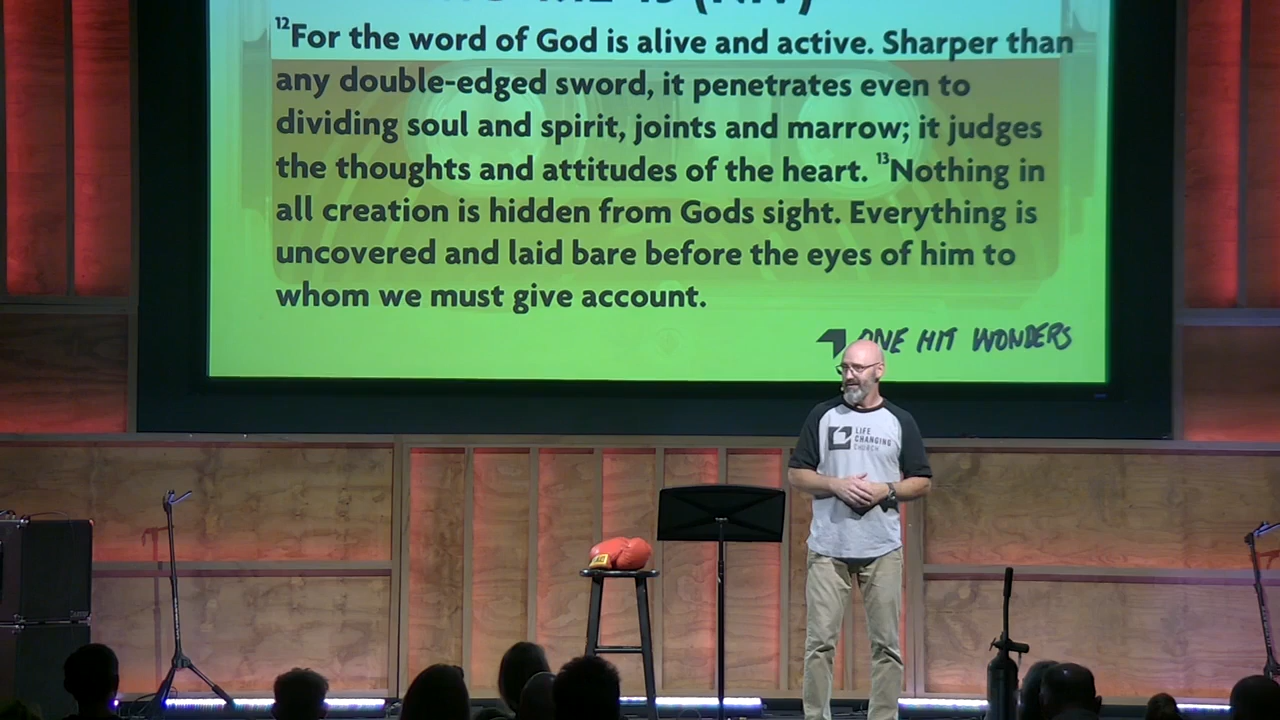 ¹²For the word of God is alive and active. Sharper than
any double-edged sword, it penetrates even to
dividing soul and spirit, joints and marrow; it judges
the thoughts and attitudes of the heart. ¹³Nothing in
all creation is hidden from Gods sight. Everything is
uncovered and laid bare before the eyes of him to
whom we must give account.
ONE HIT WONDERS
LIFE
CHANGING
CHURCH